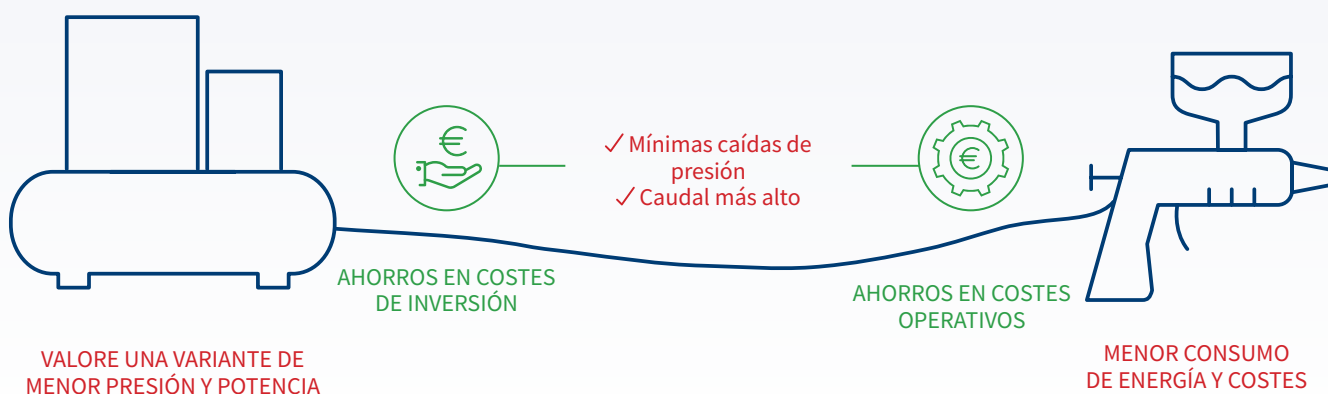 ✓ Mínimas caídas de
presión
✓ Caudal más alto
AHORROS EN COSTES
DE INVERSIÓN
AHORROS EN COSTES
OPERATIVOS
VALORE UNA VARIANTE DE
MENOR PRESIÓN Y POTENCIA
MENOR CONSUMO
DE ENERGÍA Y COSTES